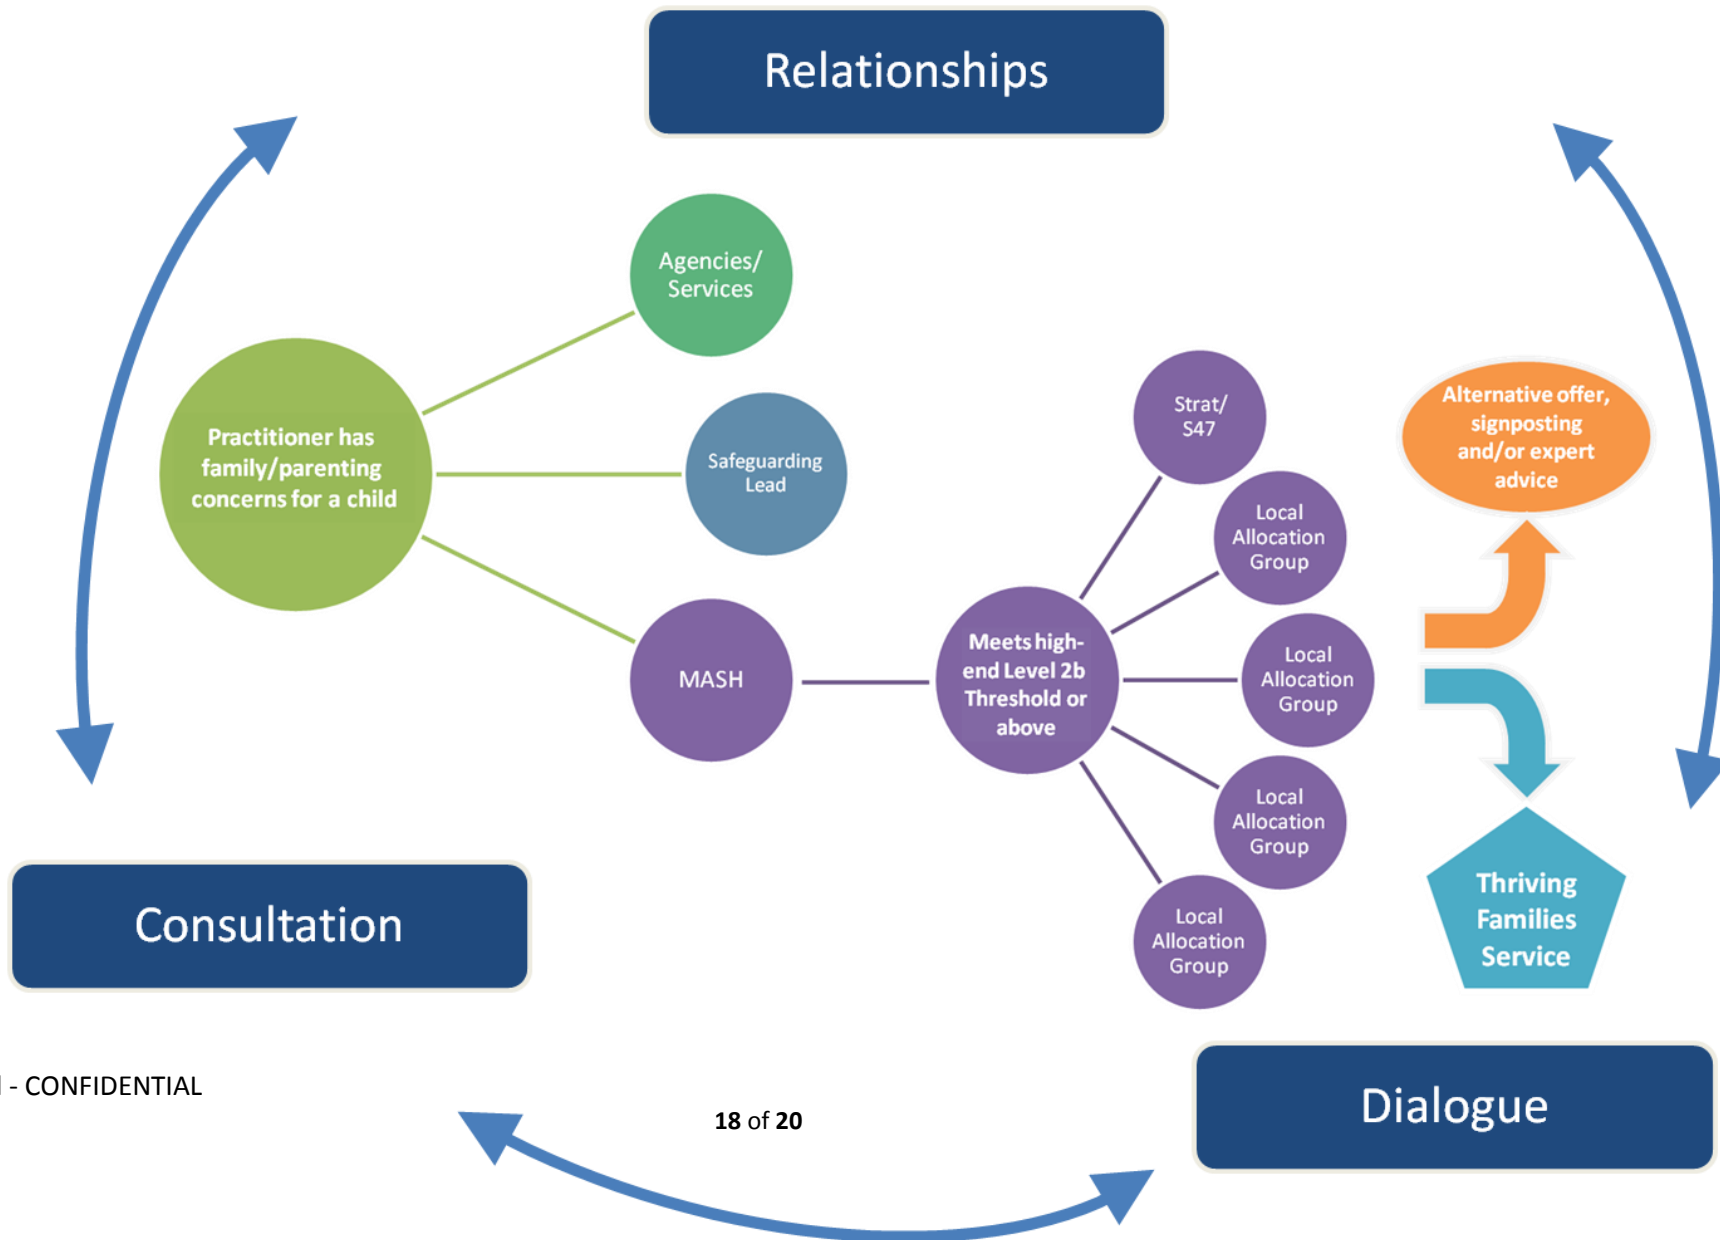 Relationships
Agencies/
Services
Practitioner has
family/parenting
concerns for a child
Safeguarding
Lead
MASH
Meets high-
end Level 2b
Threshold or
above
Strat/
S47
Local
Allocation
Group
Local
Allocation
Group
Local
Allocation
Group
Local
Allocation
Group
Alternative offer,
signposting
and/or expert
advice
Thriving
Families
Service
Consultation
Dialogue
- CONFIDENTIAL
18 of 20